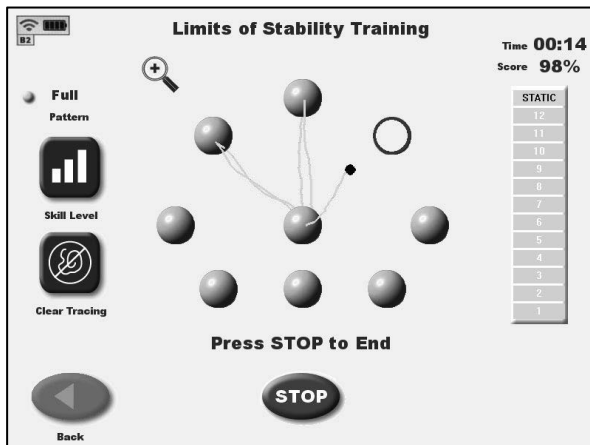 B2
Limits of Stability Training
Time 00:14
Score 98%
Full
Pattern
Skill Level
Clear Tracing
STATIC
12
11
10
9
8
7
6
5
4
3
2
1
Press STOP to End
STOP
Back